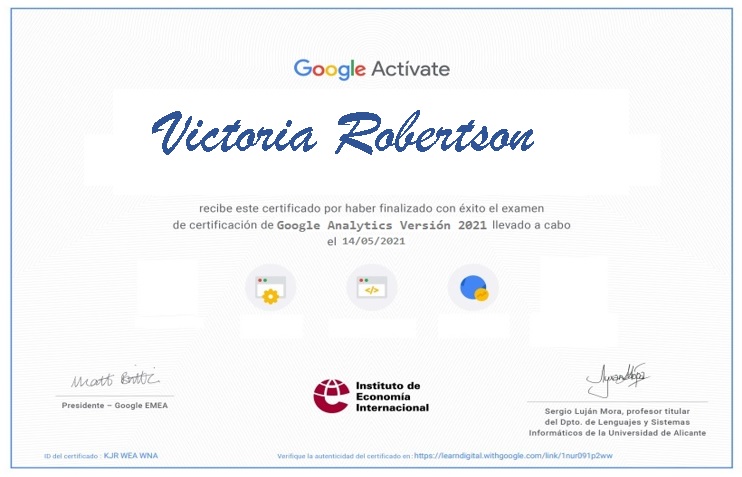 Google Actívate
Victoria Robertson
recibe este certificado por haber finalizado con éxito el examen
de certificación de Google Analytics Versión 2021 llevado a cabo
el 14/05/2021
</>
Matt Brittin
Presidente – Google EMEA
Instituto de
Economía
Internacional
Sergio Luján Mora, profesor titular
del Dpto. de Lenguajes y Sistemas
Informáticos de la Universidad de Alicante
ID del certificado : KJR WEA WNA
Verifique la autenticidad del certificado en: https://learndigital.withgoogle.com/link/1nur091p2ww